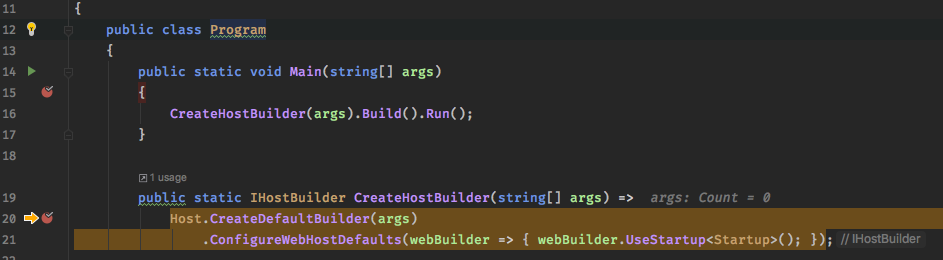 11 {
12 public class Program
13 {
14 public static void Main(string[] args)
15 {
16 CreateHostBuilder(args).Build().Run();
17 }
18
1 usage
19 public static IHostBuilder CreateHostBuilder(string[] args) => args: Count = 0
20 Host.CreateDefaultBuilder(args)
21 .ConfigureWebHostDefaults(webBuilder => { webBuilder.UseStartup<Startup>(); }); // IHostBuilder